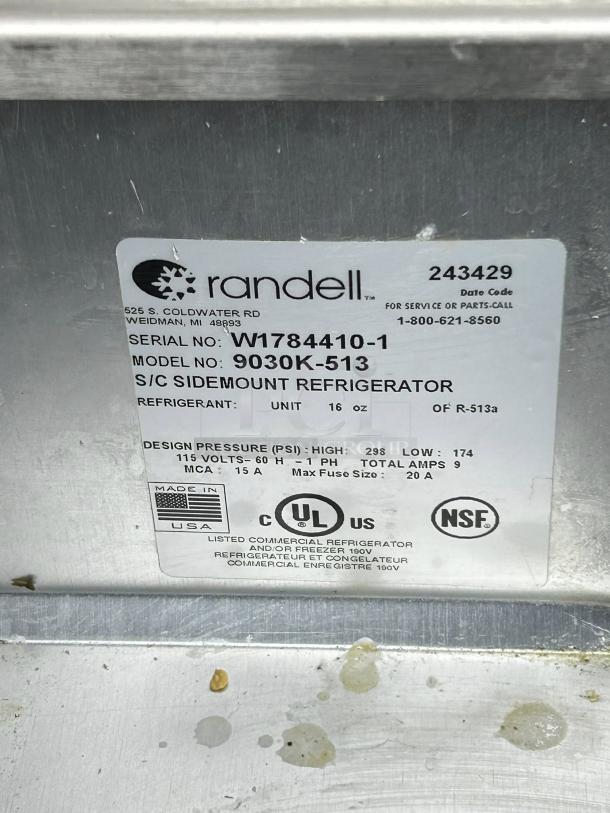 randell™
243429
Date Code
525 S. COLDWATER RD
WEIDMAN, MI 48893
FOR SERVICE OR PARTS-CALL
1-800-621-8560
SERIAL NO: W1784410-1
MODEL NO: 9030K-513
S/C SIDEMOUNT REFRIGERATOR
REFRIGERANT: UNIT 16 oz OF R-513a
DESIGN PRESSURE (PSI) : HIGH: 298 LOW: 174
115 VOLTS- 60 H - 1 PH TOTAL AMPS 9
MCA : 15 A Max Fuse Size : 20 A
MADE IN
USA
C UL ® US
NSF®
LISTED COMMERCIAL REFRIGERATOR
AND/OR FREEZER 190V
REFRIGERATEUR ET CONGELATEUR
COMMERCIAL ENREGISTRE 190V
GROUP